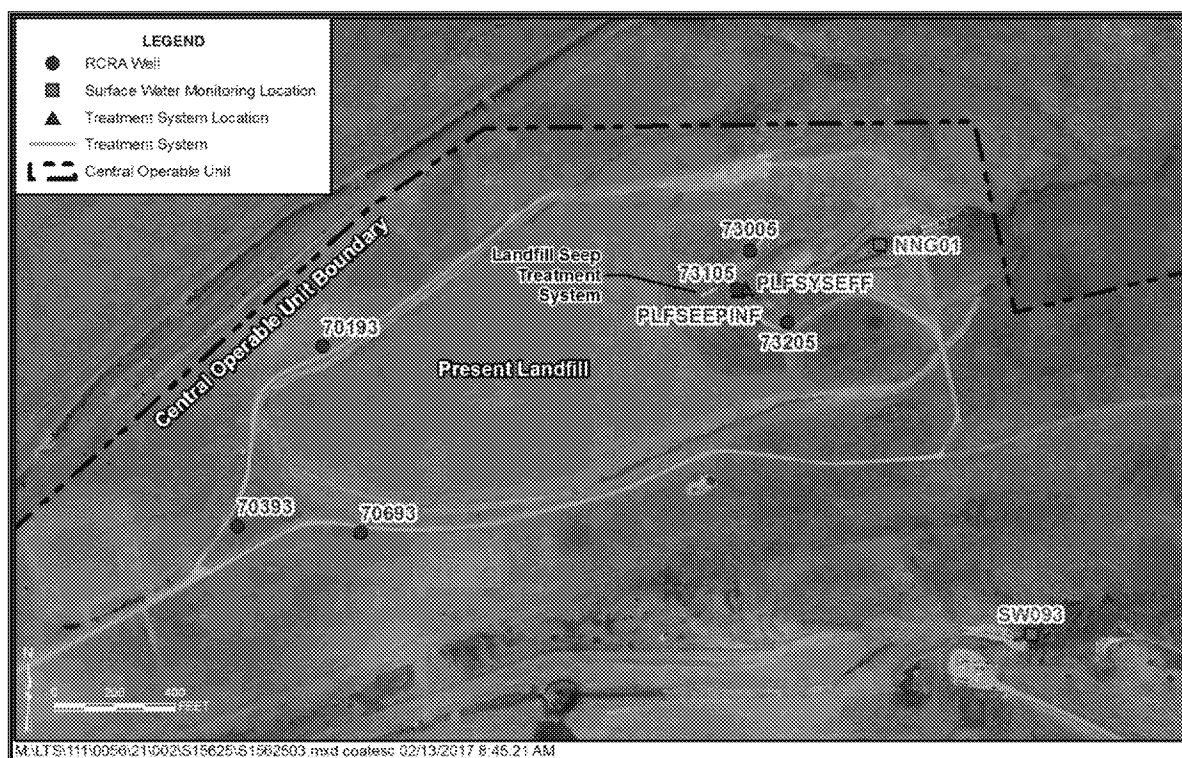 LEGEND
RCRA Well
Surface Water Monitoring Location
Treatment System Location
Treatment System
Central Operable Unit
Central Operable Unit Boundary
73005
NNG01
Landfill Seep
Treatment
System
73105
PLFSYSEFF
PLFSEEPINF
73205
70193
Present Landfill
70393
70693
SW093
N
0 200 400
FEET
M:\LTS\111\0056\21\002\S15625\S1562503.mxd coatesc 02/13/2017 8:45:21 AM